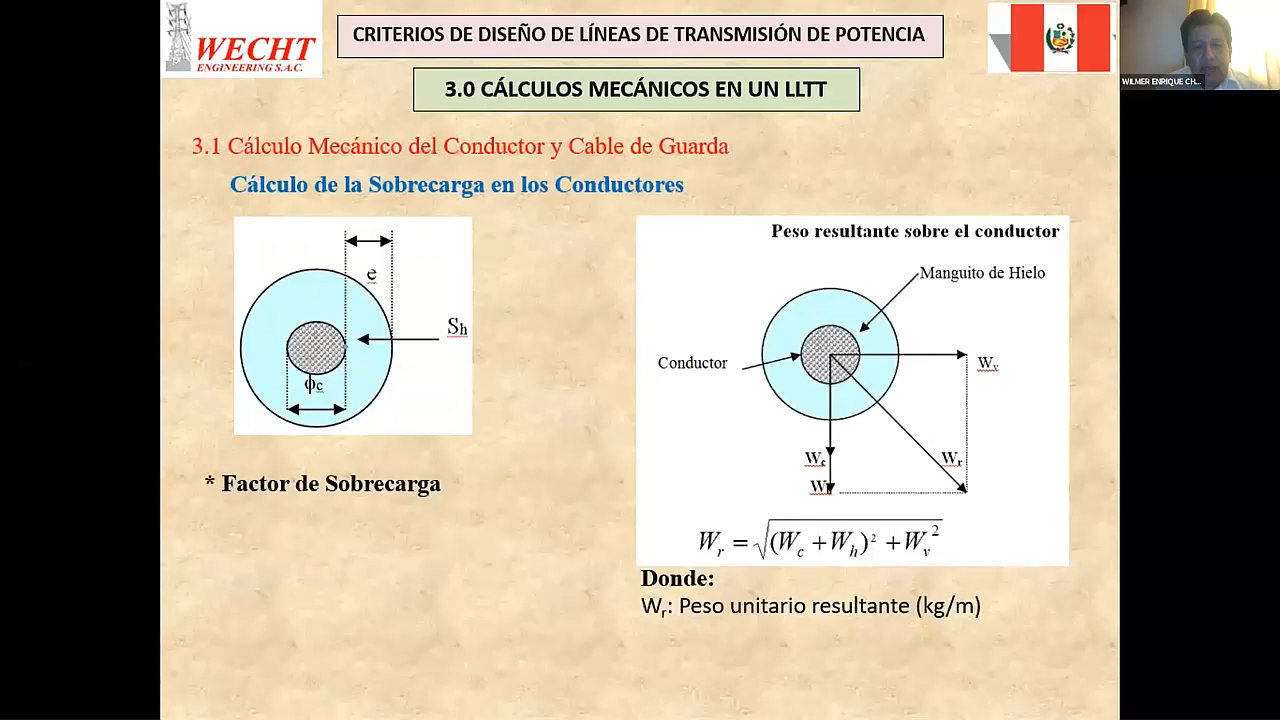 WECHT
ENGINEERING S.A.C.
CRITERIOS DE DISEÑO DE LÍNEAS DE TRANSMISIÓN DE POTENCIA
WILMER ENRIQUE CH...
3.0 CÁLCULOS MECÁNICOS EN UN LLTT
3.1 Cálculo Mecánico del Conductor y Cable de Guarda
Cálculo de la Sobrecarga en los Conductores
e
Sh
ϕc
* Factor de Sobrecarga
Peso resultante sobre el conductor
Manguito de Hielo
Conductor
Wv
Wc
Wr
W
Wr = √(Wc + Wh)² + Wv²
Donde:
Wr: Peso unitario resultante (kg/m)